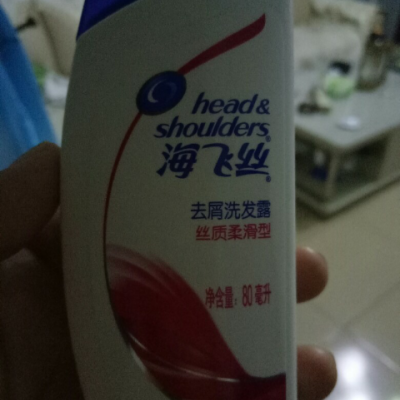 head&
shoulders®
海飞丝®
去屑洗发露
丝质柔滑型
净含量：80毫升